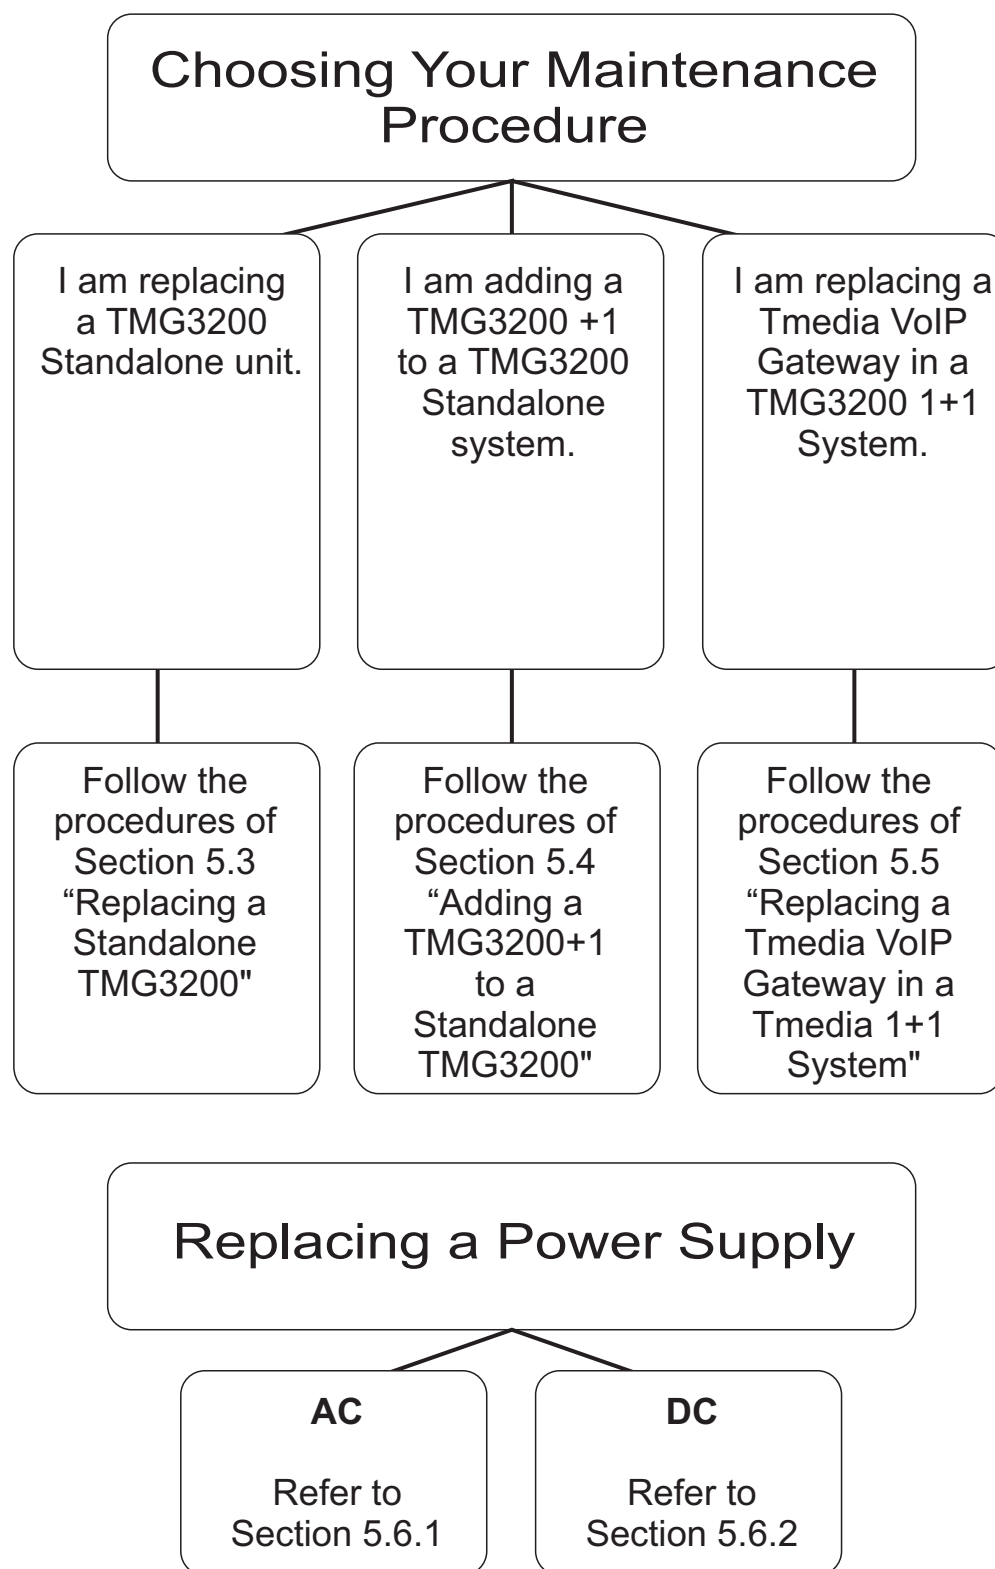 Choosing Your Maintenance
Procedure
I am replacing
a TMG3200
Standalone unit.
I am adding a
TMG3200 +1
to a TMG3200
Standalone
system.
I am replacing a
Tmedia VoIP
Gateway in a
TMG3200 1+1
System.
Follow the
procedures of
Section 5.3
“Replacing a
Standalone
TMG3200"
Follow the
procedures of
Section 5.4
“Adding a
TMG3200+1
to a
Standalone
TMG3200"
Follow the
procedures of
Section 5.5
“Replacing a
Tmedia VoIP
Gateway in a
Tmedia 1+1
System"
Replacing a Power Supply
AC
Refer to
Section 5.6.1
DC
Refer to
Section 5.6.2